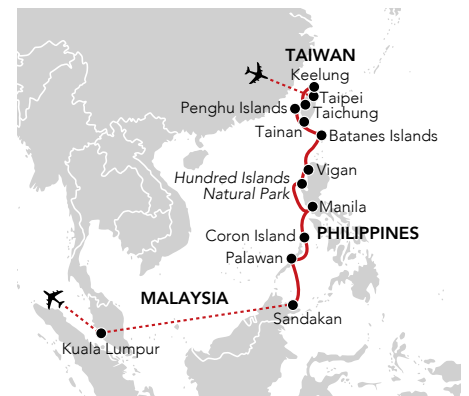 TAIWAN
Keelung
Taipei
Taichung
Penghu Islands
Tainan
Batanes Islands
Vigan
Hundred Islands
Natural Park
Manila
Coron Island
PHILIPPINES
Palawan
MALAYSIA
Sandakan
Kuala Lumpur